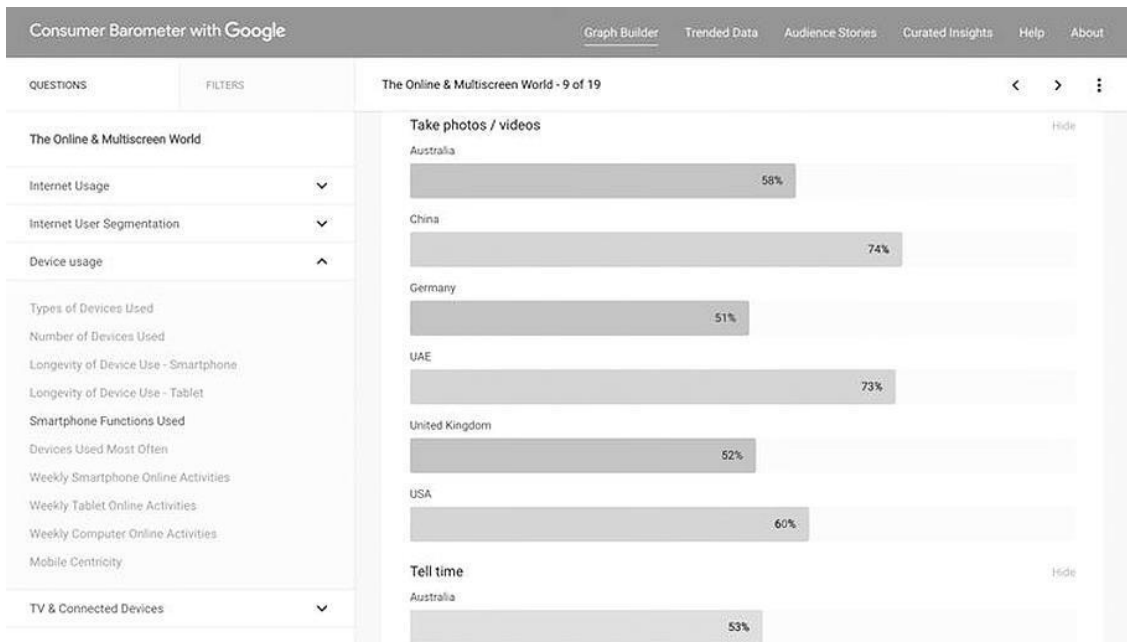 Consumer Barometer with Google
Graph Builder
Trended Data
Audience Stories
Curated Insights
Help
About
QUESTIONS
FILTERS
The Online & Multiscreen World
Internet Usage
Internet User Segmentation
Device usage
Types of Devices Used
Number of Devices Used
Longevity of Device Use - Smartphone
Longevity of Device Use - Tablet
Smartphone Functions Used
Devices Used Most Often
Weekly Smartphone Online Activities
Weekly Tablet Online Activities
Weekly Computer Online Activities
Mobile Centricity
TV & Connected Devices
The Online & Multiscreen World - 9 of 19
Take photos / videos
Hide
Australia
58%
China
74%
Germany
51%
UAE
73%
United Kingdom
52%
USA
60%
Tell time
Hide
Australia
53%